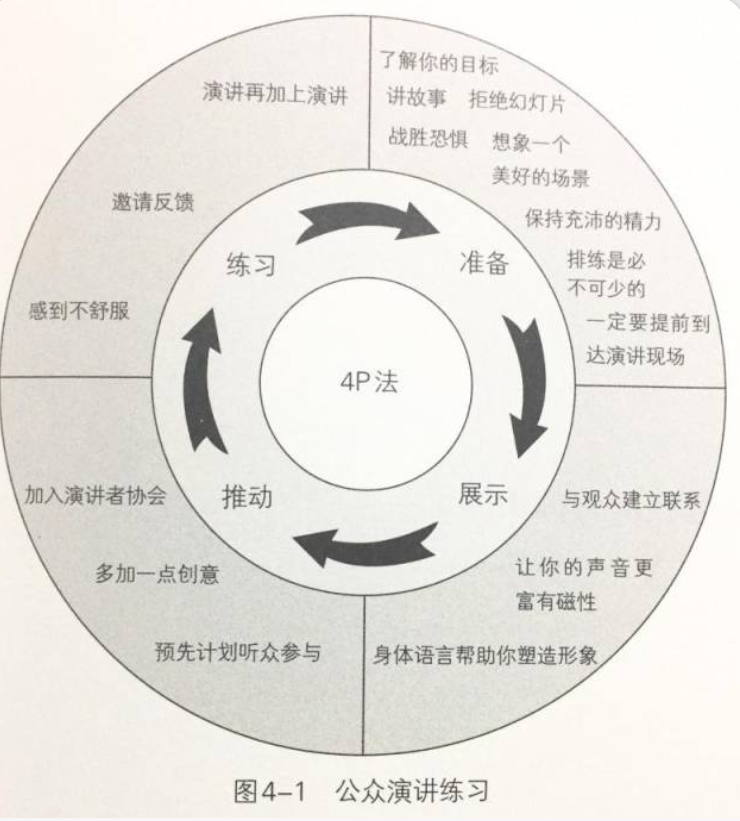 了解你的目标
讲故事 拒绝幻灯片
战胜恐惧 想象一个
美好的场景
保持充沛的精力
排练是必
不可少的
一定要提前到
达演讲现场
演讲再加上演讲
邀请反馈
感到不舒服
练习
准备
4P法
推动
展示
与观众建立联系
让你的声音更
富有磁性
身体语言帮助你塑造形象
加入演讲者协会
多加一点创意
预先计划听众参与
图4–1 公众演讲练习